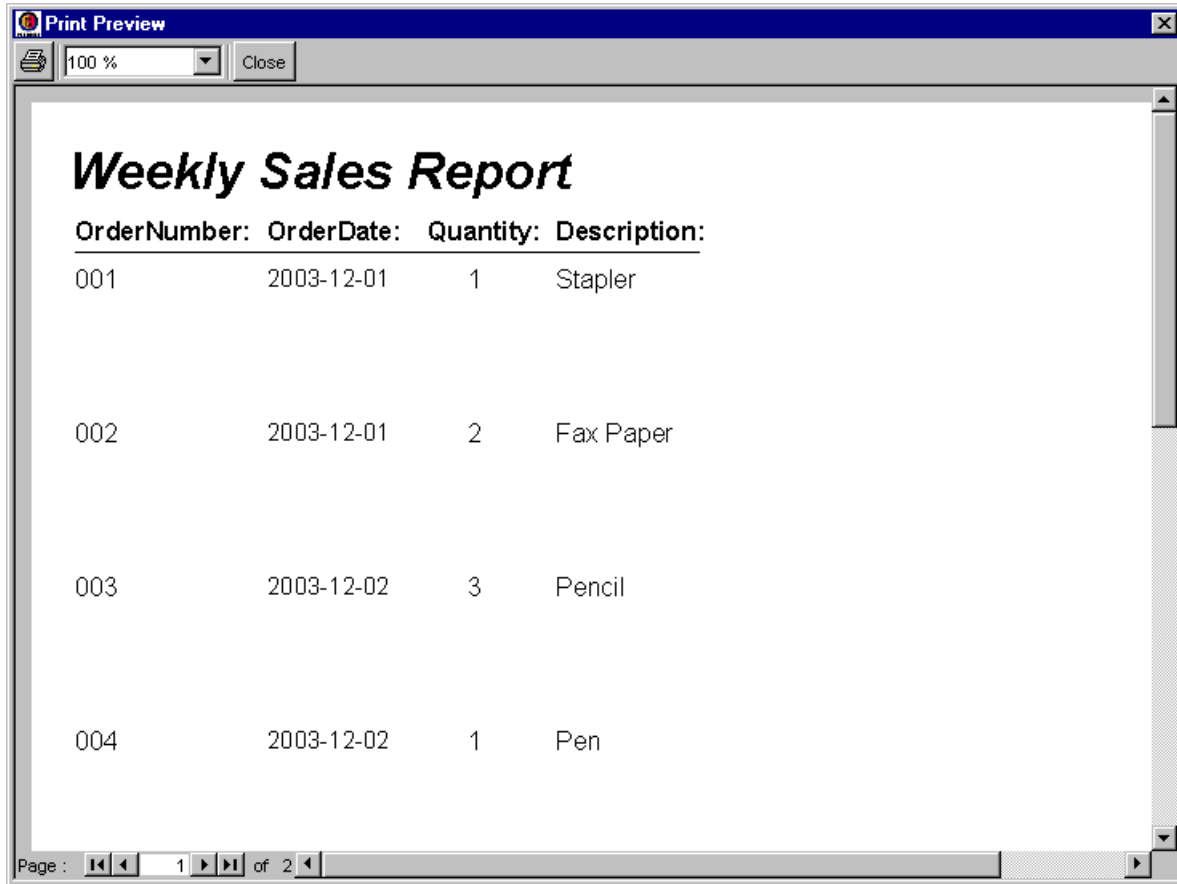 Print Preview
100 % Close
Weekly Sales Report
OrderNumber: OrderDate: Quantity: Description:
001 2003-12-01 1 Stapler
002 2003-12-01 2 Fax Paper
003 2003-12-02 3 Pencil
004 2003-12-02 1 Pen
Page : 1 of 2